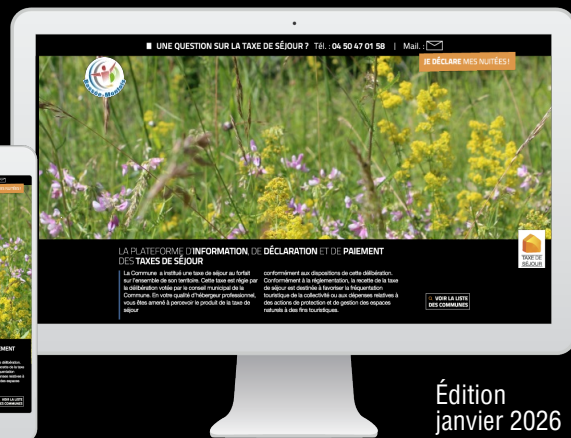 UNE QUESTION SUR LA TAXE DE SÉJOUR ? Tél. : 04 50 47 01 58 | Mail. :
JE DÉCLARE MES NUITÉES !
LA PLATEFORME D'INFORMATION, DE DÉCLARATION ET DE PAIEMENT
DES TAXES DE SÉJOUR
La Commune a institué une taxe de séjour au forfait
sur l'ensemble de son territoire. Cette taxe est régie par
la délibération votée par le conseil municipal de la
Commune. En votre qualité d'hébergeur professionnel,
vous êtes amené à percevoir le produit de la taxe de
séjour
conformément aux dispositions de cette délibération.
Conformément à la réglementation, la recette de la taxe
de séjour est destinée à favoriser la fréquentation
touristique de la collectivité ou aux dépenses relatives à
des actions de protection et de gestion des espaces
naturels à des fins touristiques.
TAXE DE
SÉJOUR
VOIR LA LISTE
DES COMMUNES
Édition
janvier 2026